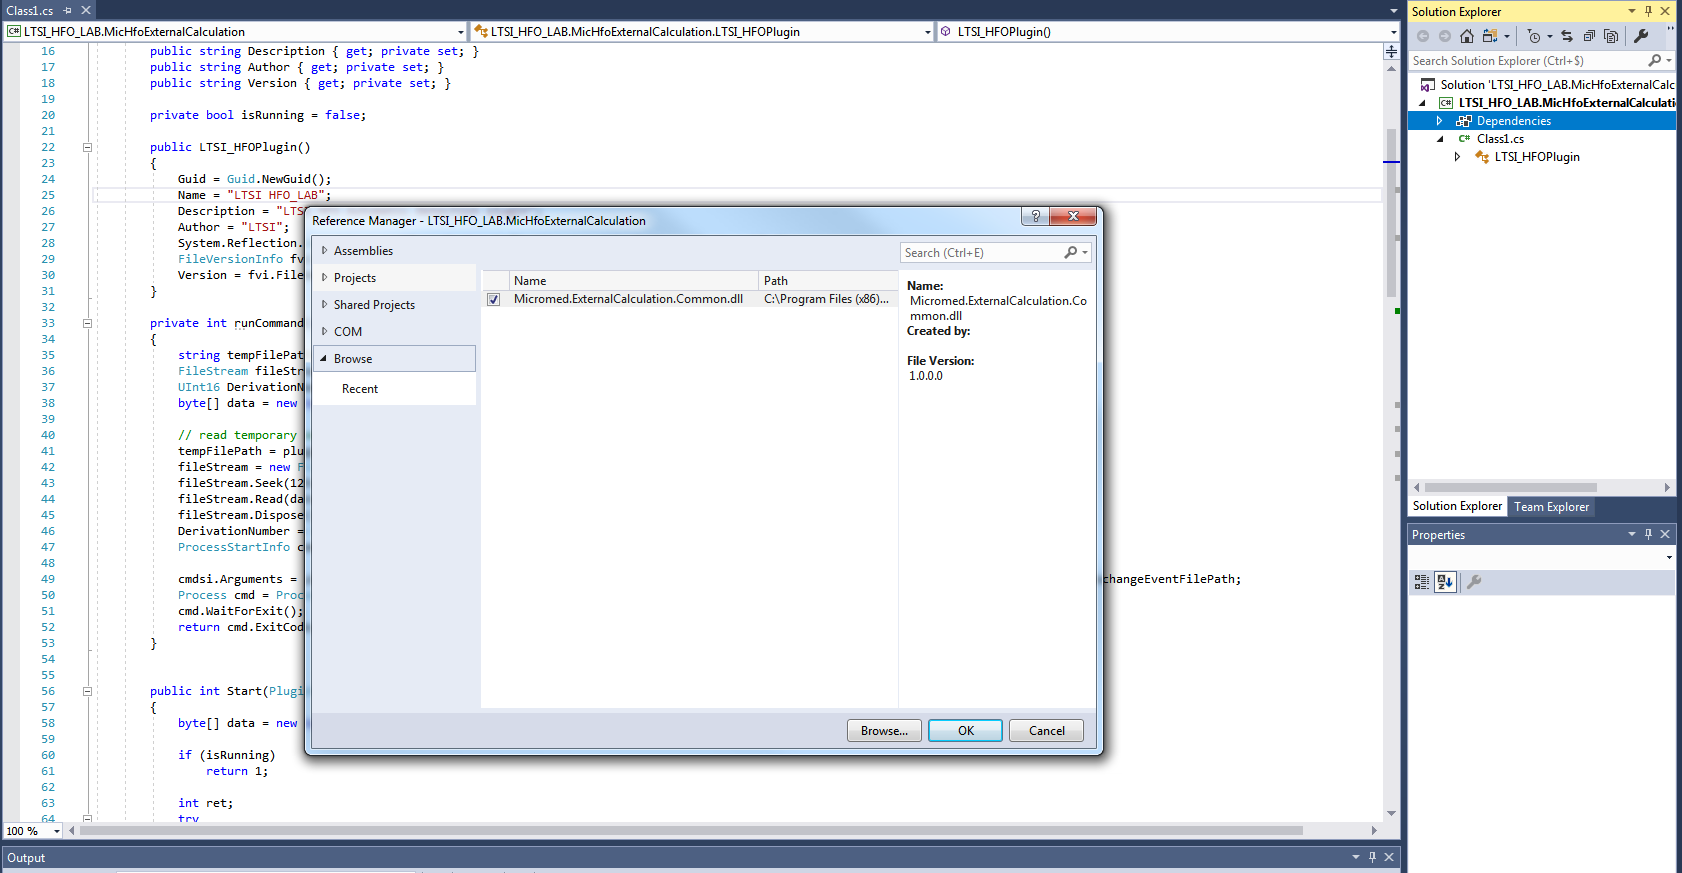 Class1.cs
LTSI_HFO_LAB.MicHfoExternalCalculation
LTSI_HFO_LAB.MicHfoExternalCalculation.LTSI_HFOPlugin
LTSI_HFOPlugin()
16 public string Description { get; private set; }
17 public string Author { get; private set; }
18 public string Version { get; private set; }
19
20 private bool isRunning = false;
21
22 public LTSI_HFOPlugin()
23 {
24 Guid = Guid.NewGuid();
25 Name = "LTSI HFO_LAB";
26 Description = "LTS
27 Author = "LTSI";
28 System.Reflection.
29 FileVersionInfo fv
30 Version = fvi.File
31 }
32
33 private int runCommand
34 {
35 string tempFilePat
36 FileStream fileStr
37 UInt16 DerivationN
38 byte[] data = new
39
40 // read temporary
41 tempFilePath = plu
42 fileStream = new F
43 fileStream.Seek(12
44 fileStream.Read(da
45 fileStream.Dispose
46 DerivationNumber =
47 ProcessStartInfo c
48
49 cmdsi.Arguments = changeEventFilePath;
50 Process cmd = Proc
51 cmd.WaitForExit();
52 return cmd.ExitCod
53 }
54
55
56 public int Start(Plugi
57 {
58 byte[] data = new
59
60 if (isRunning)
61 return 1;
62
63 int ret;
64 try
100 %
Output
Reference Manager - LTSI_HFO_LAB.MicHfoExternalCalculation
?
Assemblies
Projects
Shared Projects
COM
Browse
Recent
Search (Ctrl+E)
Name Path
Micromed.ExternalCalculation.Common.dll C:\Program Files (x86)...
Name:
Micromed.ExternalCalculation.Co
mmon.dll
Created by:
File Version:
1.0.0.0
Browse... OK Cancel
Solution Explorer
Search Solution Explorer (Ctrl+$)
Solution 'LTSI_HFO_LAB.MicHfoExternalCalc
C# LTSI_HFO_LAB.MicHfoExternalCalculati
Dependencies
C# Class1.cs
LTSI_HFOPlugin
Solution Explorer Team Explorer
Properties